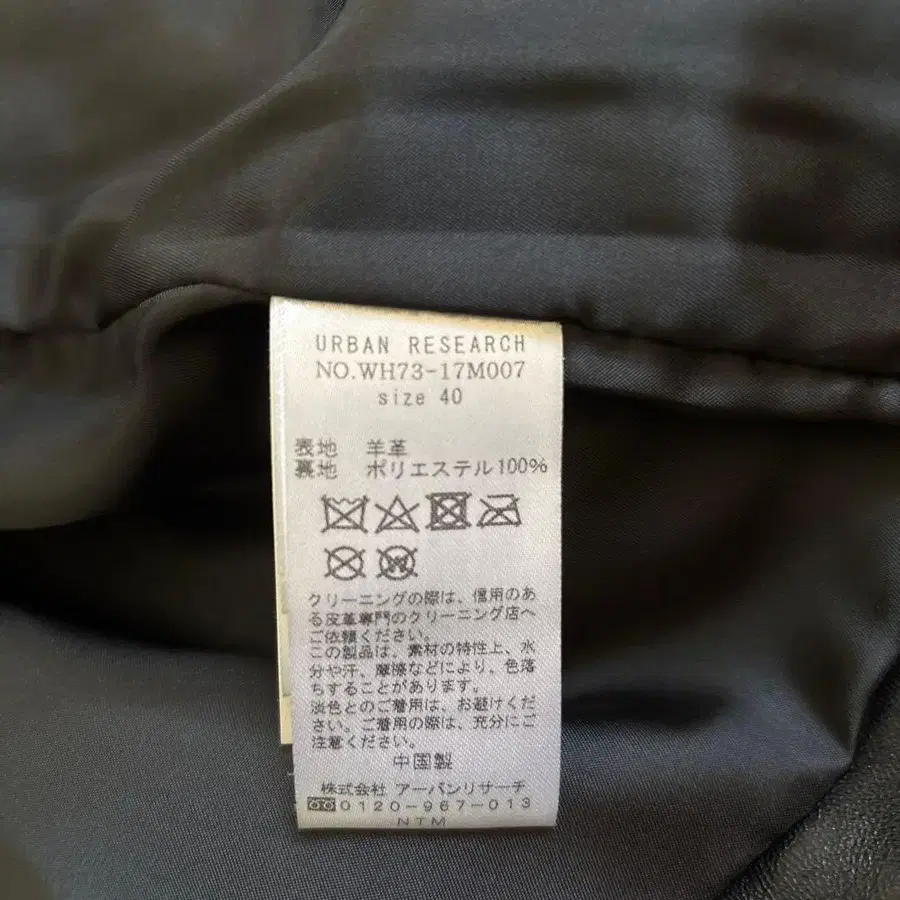 URBAN RESEARCH
NO.WH73-17M007
size 40
表地 羊革
裏地 ポリエステル100%
クリーニングの際は、信用のあ
る皮革専門のクリーニング店へ
ご依頼ください。
この製品は、素材の特性上、水
分や汗、摩擦などにより、色落
ちすることがあります。
淡色とのご着用は、お避けくだ
さい。ご着用の際は、充分にご
注意ください。
中国製
株式会社 アーバンリサーチ
0120-967-013
NTM